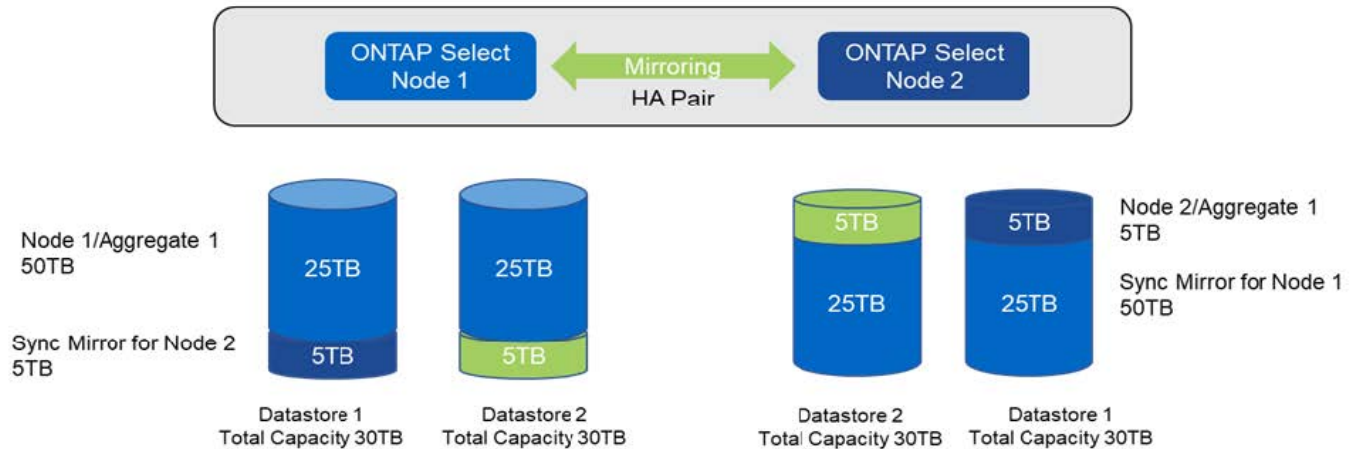 ONTAP Select
Node 1
Mirroring
HA Pair
ONTAP Select
Node 2
Node 1/Aggregate 1
50TB
Sync Mirror for Node 2
5TB
25TB
5TB
Datastore 1
Total Capacity 30TB
25TB
5TB
Datastore 2
Total Capacity 30TB
5TB
25TB
Datastore 2
Total Capacity 30TB
5TB
25TB
Datastore 1
Total Capacity 30TB
Node 2/Aggregate 1
5TB
Sync Mirror for Node 1
50TB